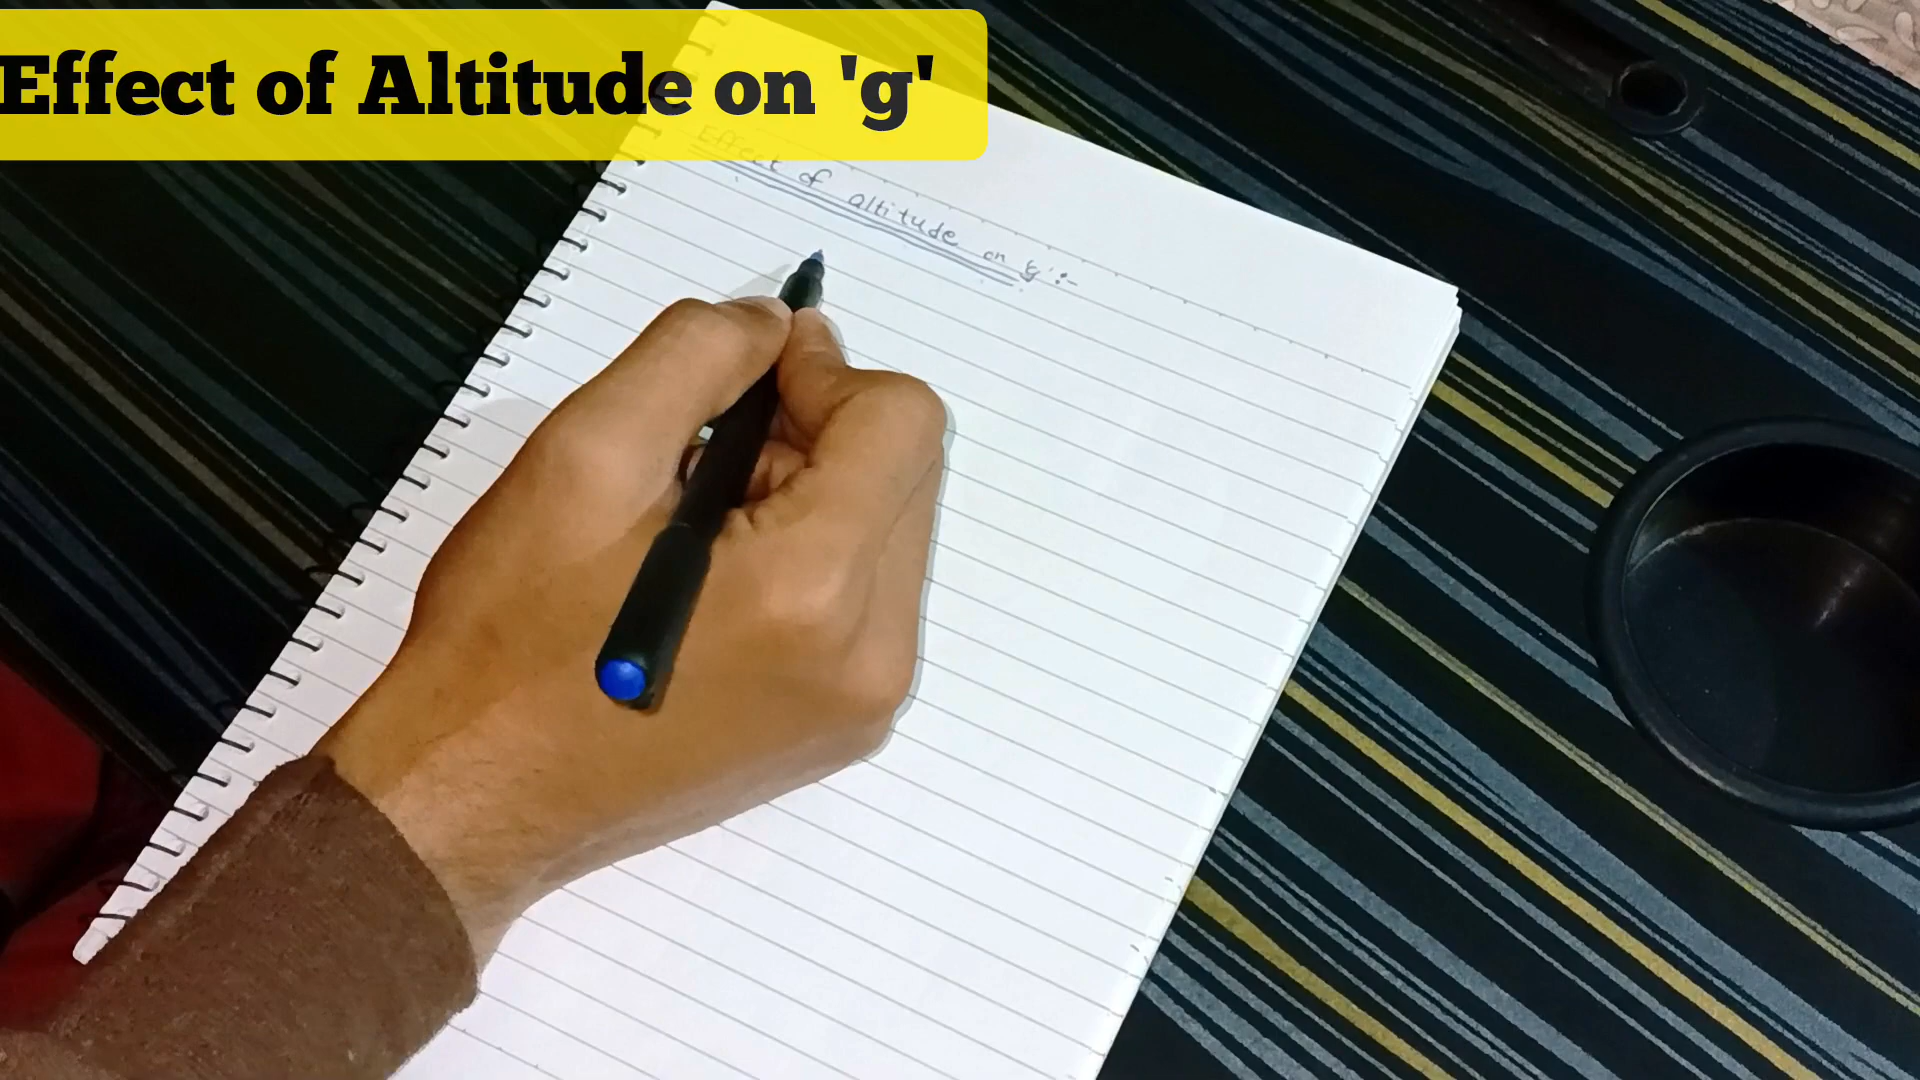 Effect of Altitude on 'g'
Effect of altitude on 'g' :-